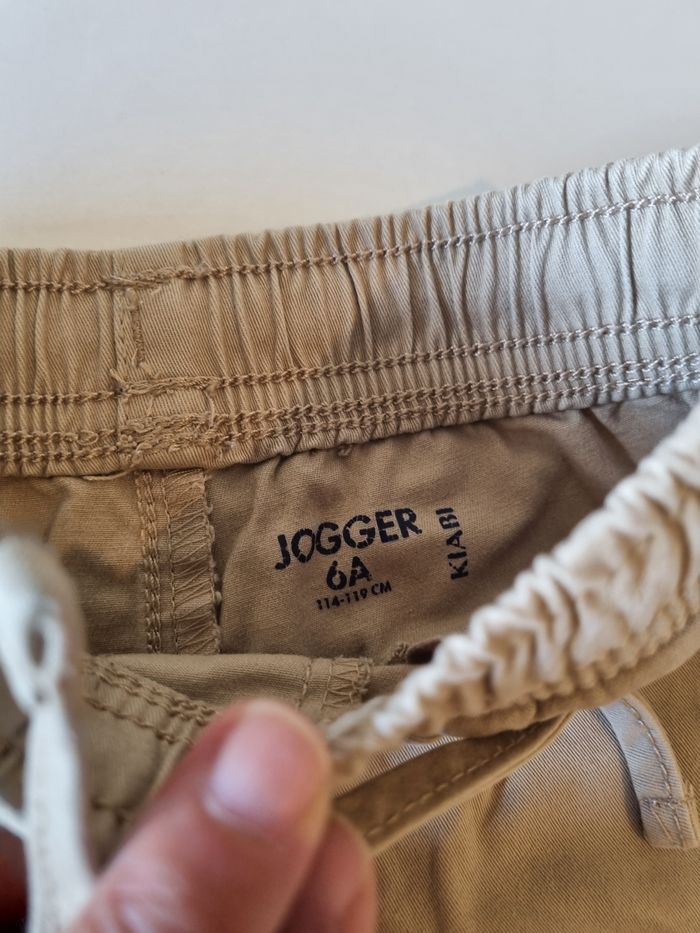 JOGGER
6A
114-119 CM
KIABI